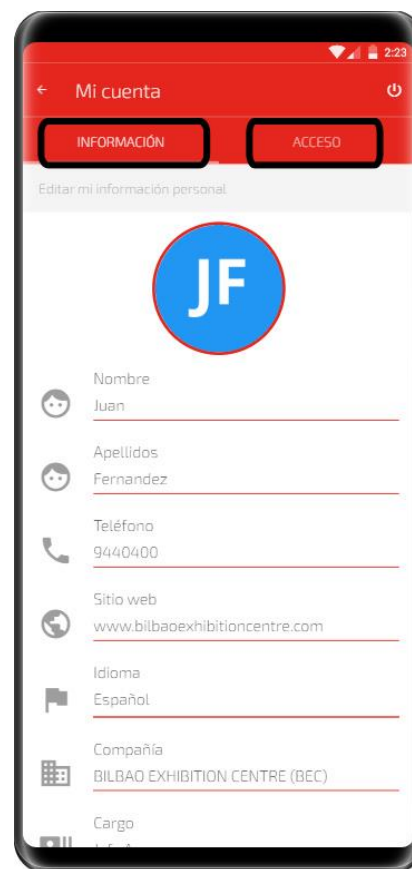 2:23
Mi cuenta
INFORMACIÓN ACCESO
Editar mi información personal
JF
Nombre
Juan
Apellidos
Fernandez
Teléfono
9440400
Sitio web
www.bilbaoexhibitioncentre.com
Idioma
Español
Compañía
BILBAO EXHIBITION CENTRE (BEC)
Cargo